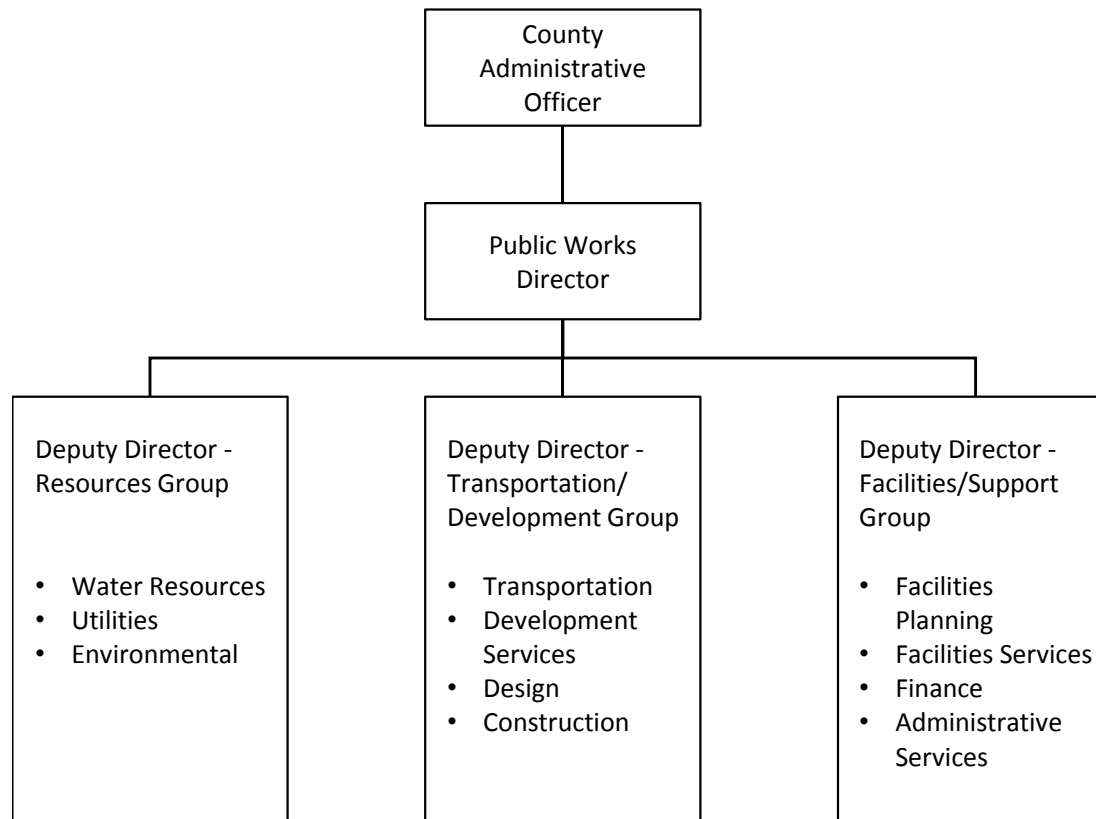 County
Administrative
Officer
Public Works
Director
Deputy Director -
Resources Group
• Water Resources
• Utilities
• Environmental
Deputy Director -
Transportation/
Development Group
• Transportation
• Development
Services
• Design
• Construction
Deputy Director -
Facilities/Support
Group
• Facilities
Planning
• Facilities Services
• Finance
• Administrative
Services